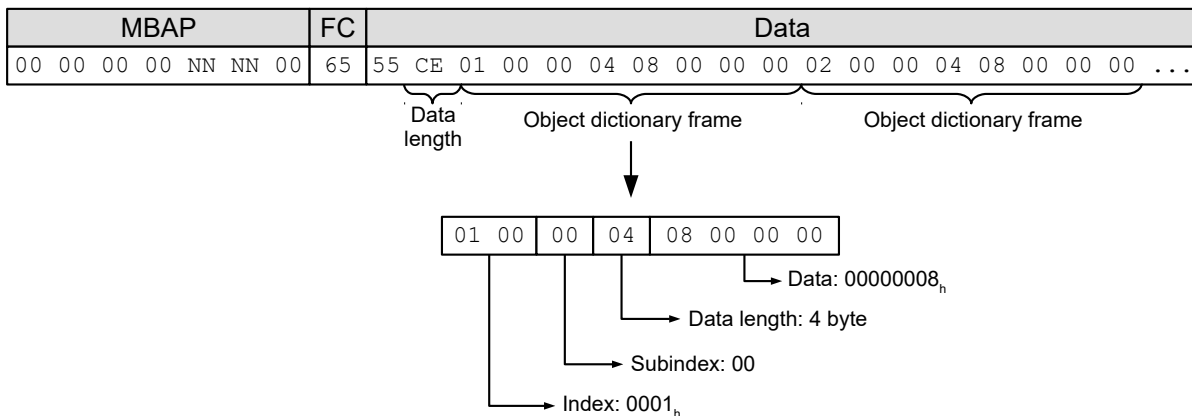 MBAP FC Data
00 00 00 00 NN NN 00 65 55 CE 01 00 00 04 08 00 00 00 02 00 00 04 08 00 00 00 ...
Data length
Object dictionary frame
Object dictionary frame
01 00 00 04 08 00 00 00
Data: 00000008h
Data length: 4 byte
Subindex: 00
Index: 0001h